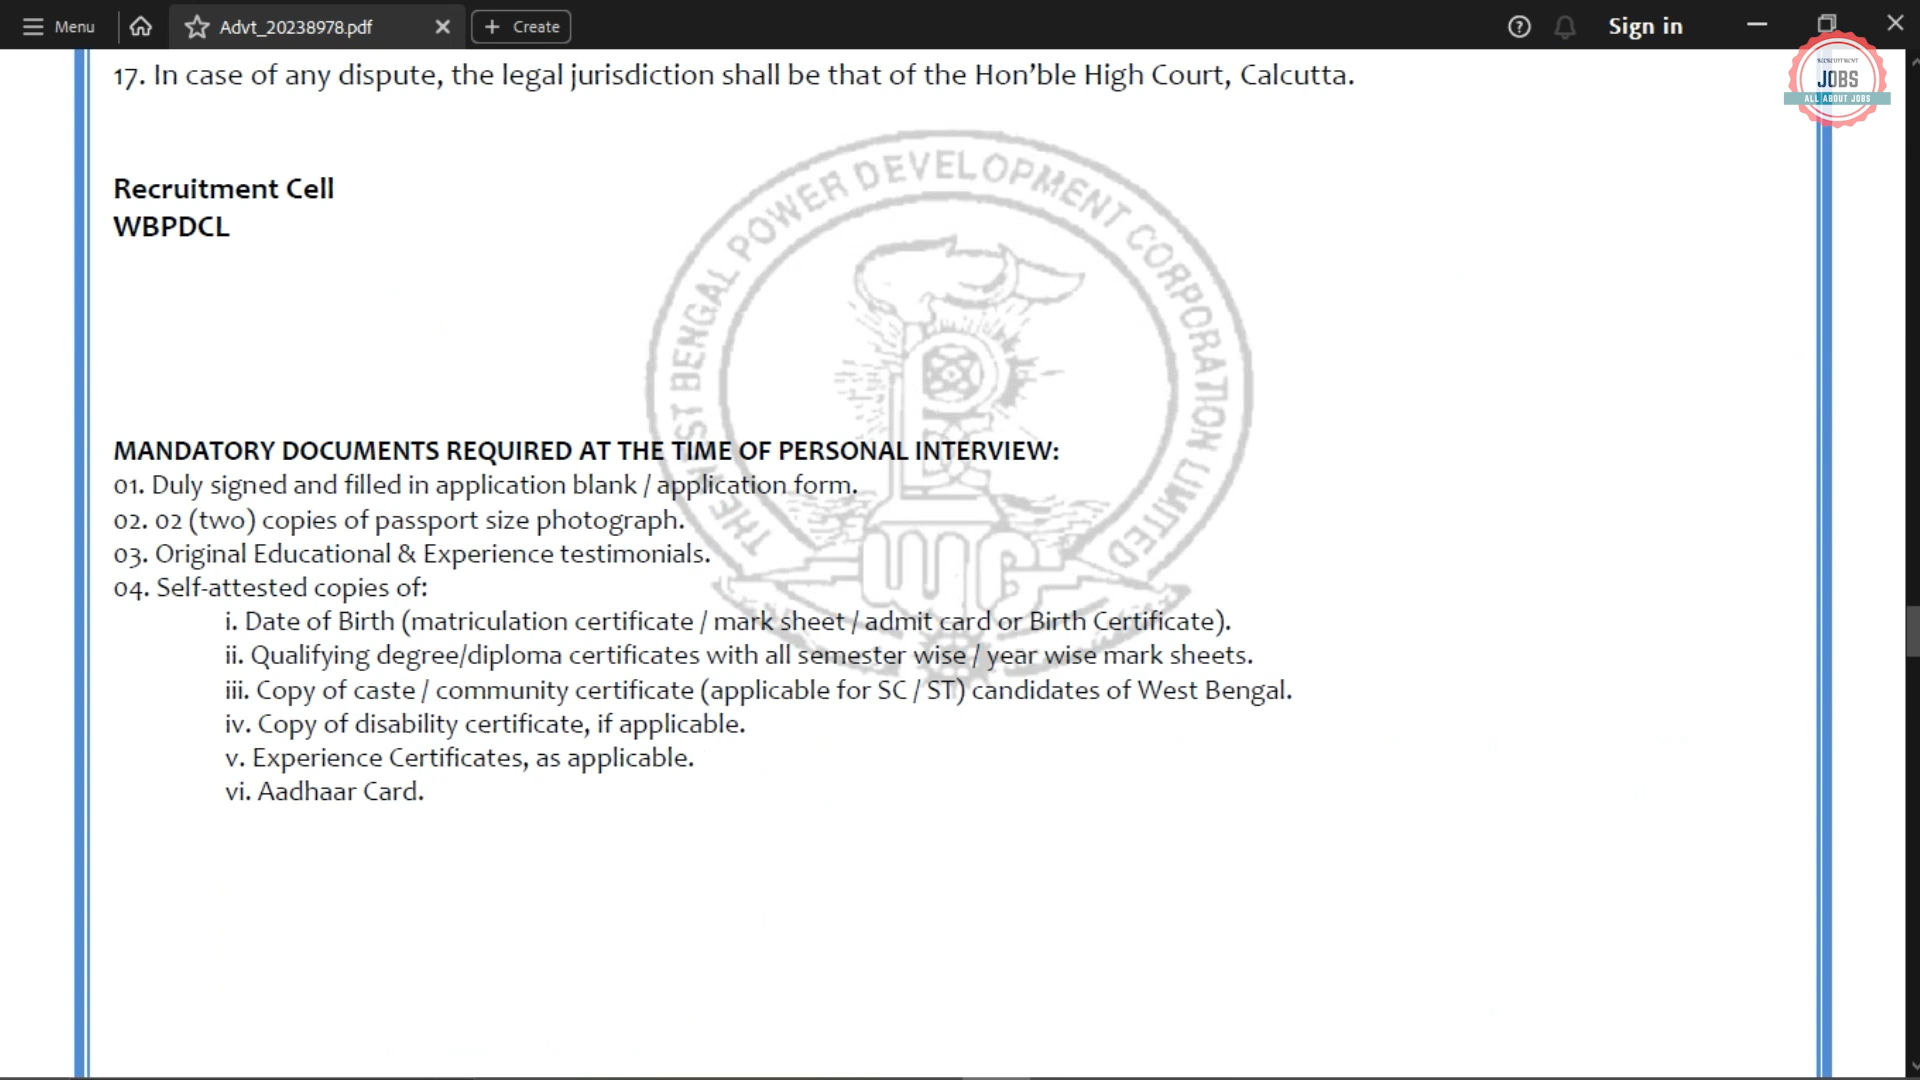 Menu
Advt_20238978.pdf
Create
Sign in
RECRUITMENT
JOBS
ALL ABOUT JOBS
17. In case of any dispute, the legal jurisdiction shall be that of the Hon’ble High Court, Calcutta.
Recruitment Cell
WBPDCL
THE WEST BENGAL POWER DEVELOPMENT CORPORATION LIMITED
MANDATORY DOCUMENTS REQUIRED AT THE TIME OF PERSONAL INTERVIEW:
01. Duly signed and filled in application blank / application form.
02. 02 (two) copies of passport size photograph.
03. Original Educational & Experience testimonials.
04. Self-attested copies of:
i. Date of Birth (matriculation certificate / mark sheet / admit card or Birth Certificate).
ii. Qualifying degree/diploma certificates with all semester wise / year wise mark sheets.
iii. Copy of caste / community certificate (applicable for SC / ST) candidates of West Bengal.
iv. Copy of disability certificate, if applicable.
v. Experience Certificates, as applicable.
vi. Aadhaar Card.